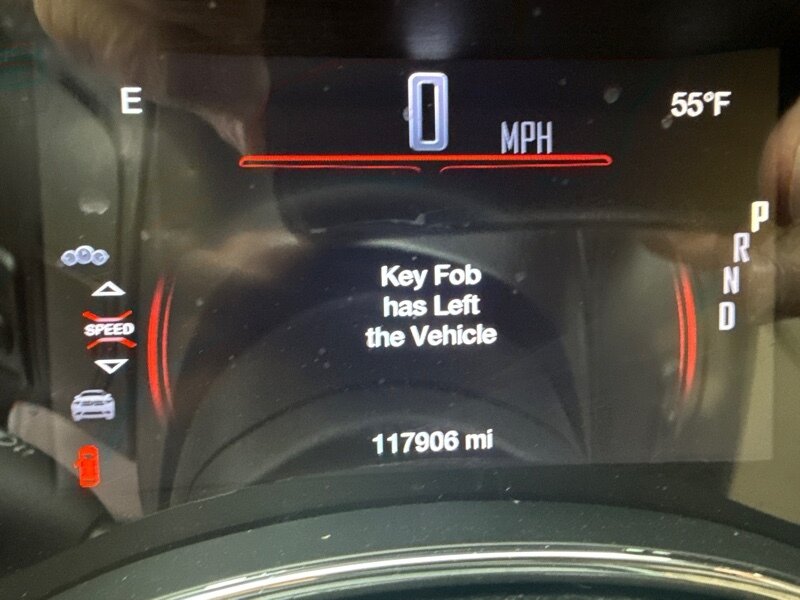 E
0 MPH
55°F
P
R
N
D
SPEED
Key Fob
has Left
the Vehicle
117906 mi